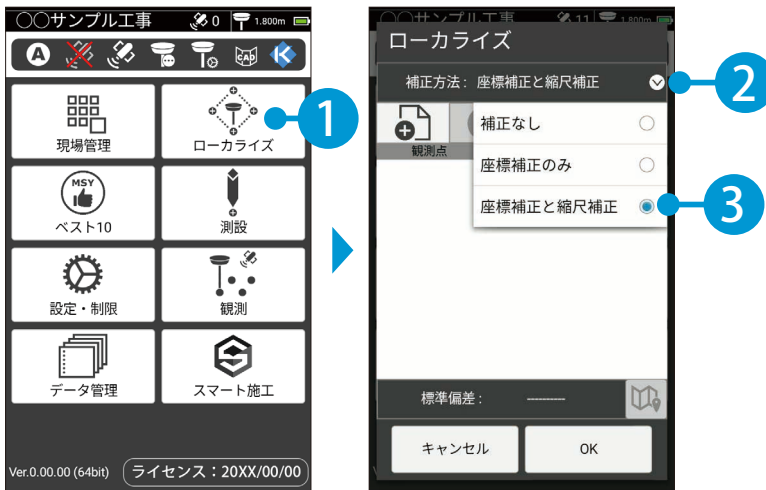 ○○サンプル工事 0 1.800m
A CAD
現場管理 ローカライズ 1
MSY
ベスト10 測設
設定・制限 観測
データ管理 スマート施工
Ver.0.00.00 (64bit) ライセンス：20XX/00/00
○○サンプル工事 11 1.800m
ローカライズ
補正方法： 座標補正と縮尺補正 2
観測点
補正なし
座標補正のみ
座標補正と縮尺補正 3
標準偏差： ----------
キャンセル OK